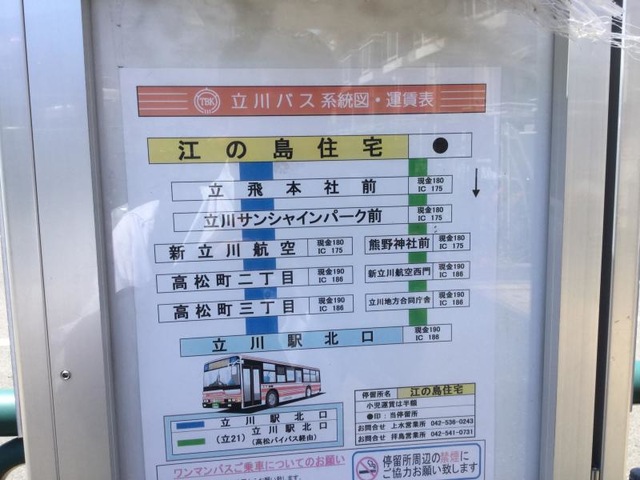 TBK 立川バス 系統図・運賃表
江の島住宅 ●
立飛本社前 現金180 IC 175
立川サンシャインパーク前 現金180 IC 175
新立川航空 現金180 IC 175
熊野神社前 現金180 IC 175
高松町二丁目 現金190 IC 186
新立川航空西門 現金190 IC 186
高松町三丁目 現金190 IC 186
立川地方合同庁舎 現金190 IC 186
立川駅北口 現金190 IC 186
立川駅北口
(立21) 立川駅北口
(高松バイパス経由)
停留所名 江の島住宅
小児運賃は半額
●印：当停留所
お問合せ 上水営業所 042-536-0243
お問合せ 拝島営業所 042-541-0731
ワンマンバスご乗車についてのお願い
停留所周辺の禁煙にご協力お願い致します